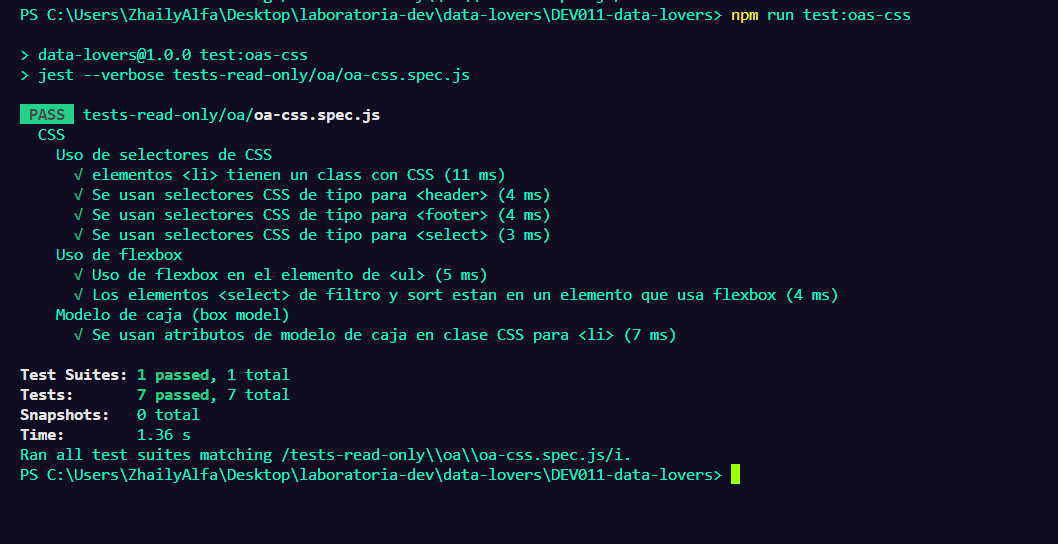 PS C:\Users\ZhailyAlfa\Desktop\laboratoria-dev\data-lovers\DEV011-data-lovers> npm run test:oas-css
> data-lovers@1.0.0 test:oas-css
> jest --verbose tests-read-only/oa/oa-css.spec.js
PASS tests-read-only/oa/oa-css.spec.js
CSS
Uso de selectores de CSS
√ elementos <li> tienen un class con CSS (11 ms)
√ Se usan selectores CSS de tipo para <header> (4 ms)
√ Se usan selectores CSS de tipo para <footer> (4 ms)
√ Se usan selectores CSS de tipo para <select> (3 ms)
Uso de flexbox
√ Uso de flexbox en el elemento de <ul> (5 ms)
√ Los elementos <select> de filtro y sort estan en un elemento que usa flexbox (4 ms)
Modelo de caja (box model)
√ Se usan atributos de modelo de caja en clase CSS para <li> (7 ms)
Test Suites: 1 passed, 1 total
Tests: 7 passed, 7 total
Snapshots: 0 total
Time: 1.36 s
Ran all test suites matching /tests-read-only\\oa\\oa-css.spec.js/i.
PS C:\Users\ZhailyAlfa\Desktop\laboratoria-dev\data-lovers\DEV011-data-lovers>